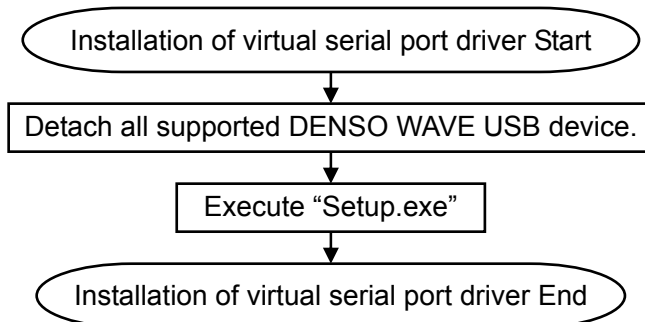 Installation of virtual serial port driver Start
Detach all supported DENSO WAVE USB device.
Execute “Setup.exe”
Installation of virtual serial port driver End